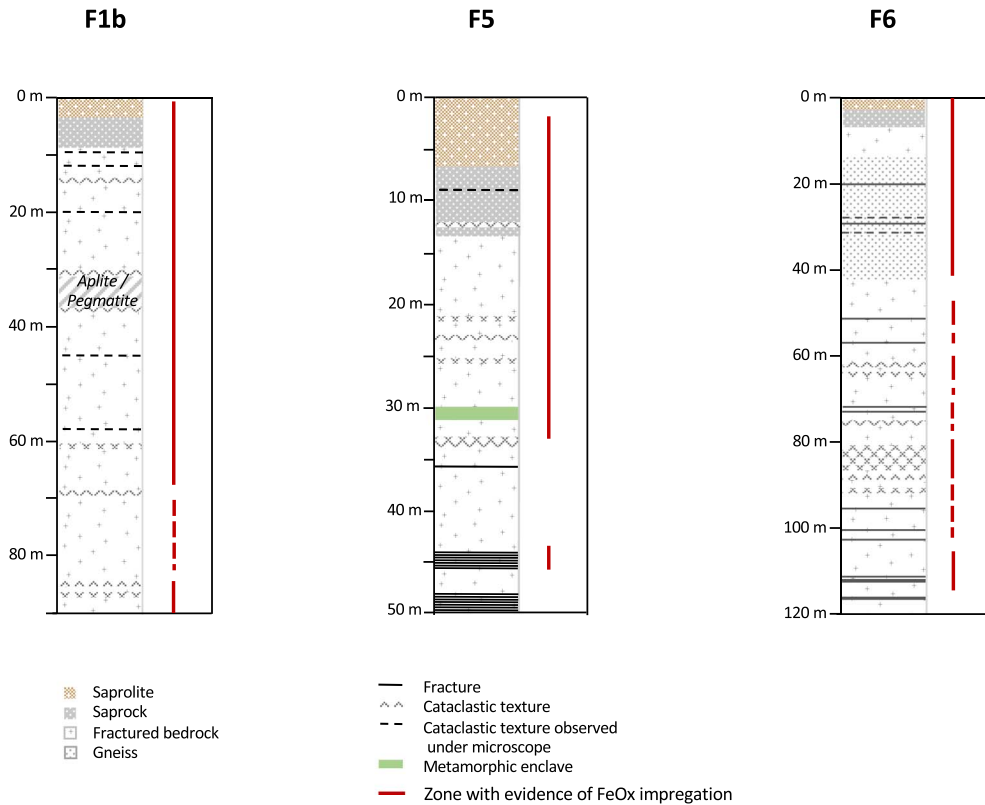 F1b
F5
F6
0 m
20 m
40 m
60 m
80 m
Aplite /
Pegmatite
0 m
10 m
20 m
30 m
40 m
50 m
0 m
20 m
40 m
60 m
80 m
100 m
120 m
Saprolite
Saprock
Fractured bedrock
Gneiss
Fracture
Cataclastic texture
Cataclastic texture observed
under microscope
Metamorphic enclave
Zone with evidence of FeOx impregation